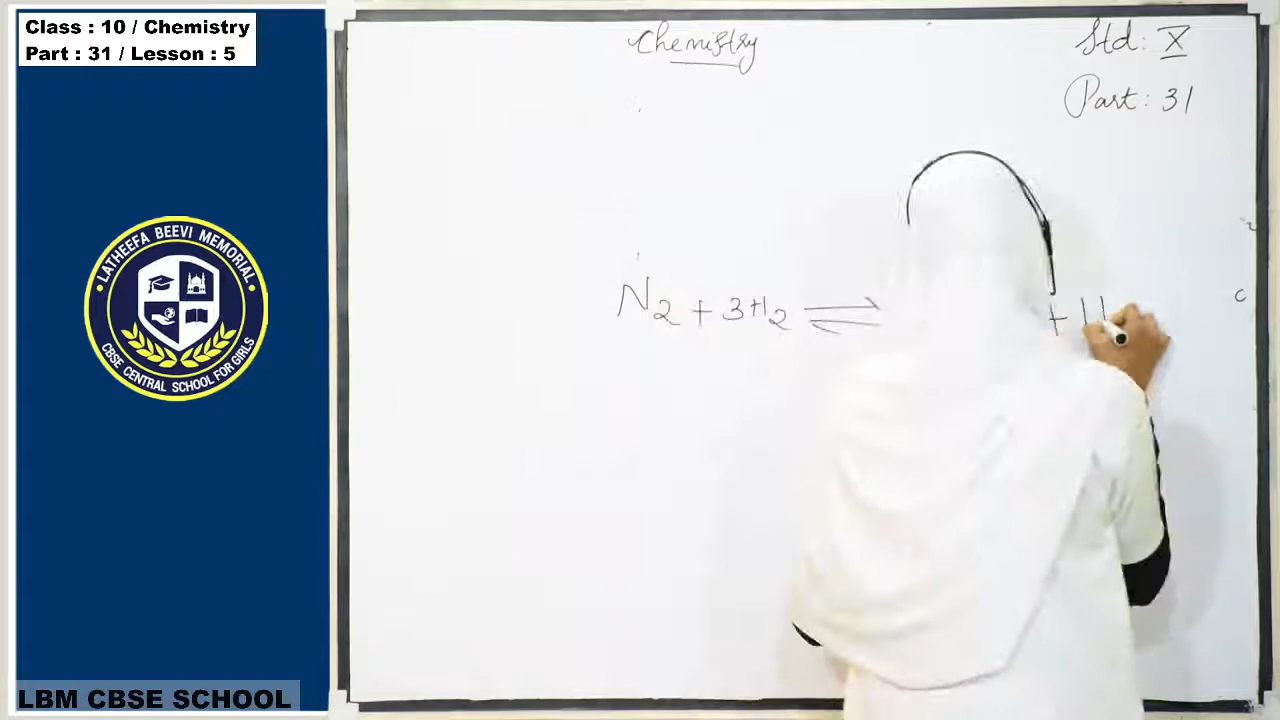 Class : 10 / Chemistry
Part : 31 / Lesson : 5
Chemistry
Std: X
Part: 31
N2 + 3H2 ⇌ + 11
LATHEEFA BEEVI MEMORIAL
CBSE CENTRAL SCHOOL FOR GIRLS
LBM CBSE SCHOOL